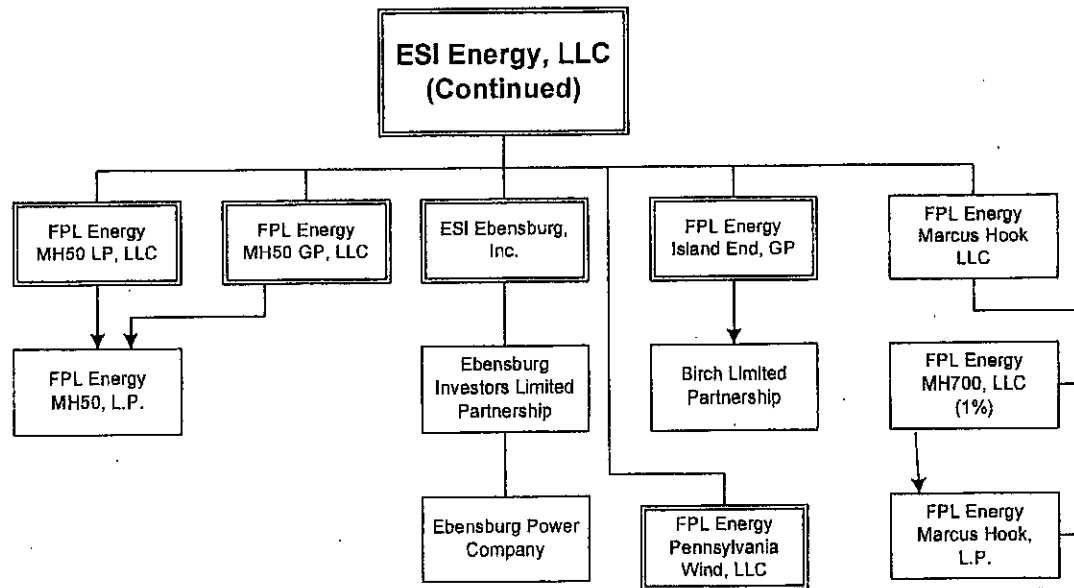 ESI Energy, LLC
(Continued)
FPL Energy
MH50 LP, LLC
FPL Energy
MH50 GP, LLC
ESI Ebensburg,
Inc.
FPL Energy
Island End, GP
FPL Energy
Marcus Hook
LLC
FPL Energy
MH50, L.P.
Ebensburg
Investors Limited
Partnership
Birch Limited
Partnership
FPL Energy
MH700, LLC
(1%)
Ebensburg Power
Company
FPL Energy
Pennsylvania
Wind, LLC
FPL Energy
Marcus Hook,
L.P.